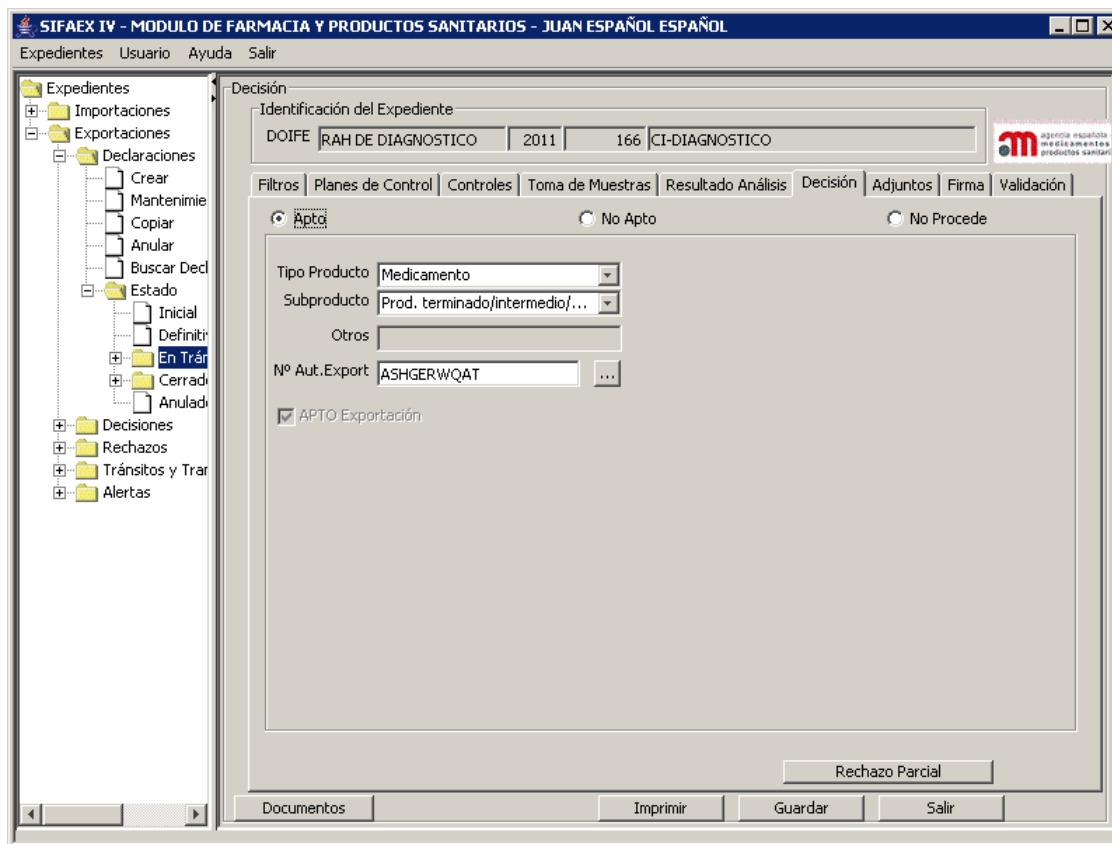 SIFAEX IV - MODULO DE FARMACIA Y PRODUCTOS SANITARIOS - JUAN ESPAÑOL ESPAÑOL
Expedientes Usuario Ayuda Salir
Expedientes
Importaciones
Exportaciones
Declaraciones
Crear
Mantenimie
Copiar
Anular
Buscar Decl
Estado
Inicial
Definiti
En Trán
Cerrado
Anulado
Decisiones
Rechazos
Tránsitos y Tran
Alertas
Decisión
Identificación del Expediente
DOIFE RAH DE DIAGNOSTICO 2011 166 CI-DIAGNOSTICO
agencia española
medicamentos
productos sanitari
Filtros Planes de Control Controles Toma de Muestras Resultado Análisis Decisión Adjuntos Firma Validación
Apto No Apto No Procede
Tipo Producto Medicamento
Subproducto Prod. terminado/intermedio/...
Otros
Nº Aut.Export ASHGERWQAT ...
APTO Exportación
Rechazo Parcial
Documentos Imprimir Guardar Salir